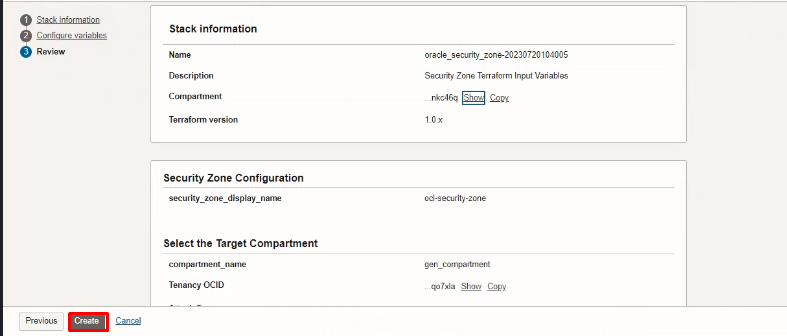 1 Stack information
2 Configure variables
3 Review
Stack information
Name oracle_security_zone-20230720104005
Description Security Zone Terraform Input Variables
Compartment ...nkc46q Show Copy
Terraform version 1.0.x
Security Zone Configuration
security_zone_display_name oci-security-zone
Select the Target Compartment
compartment_name gen_compartment
Tenancy OCID ...qo7xla Show Copy
Previous Create Cancel